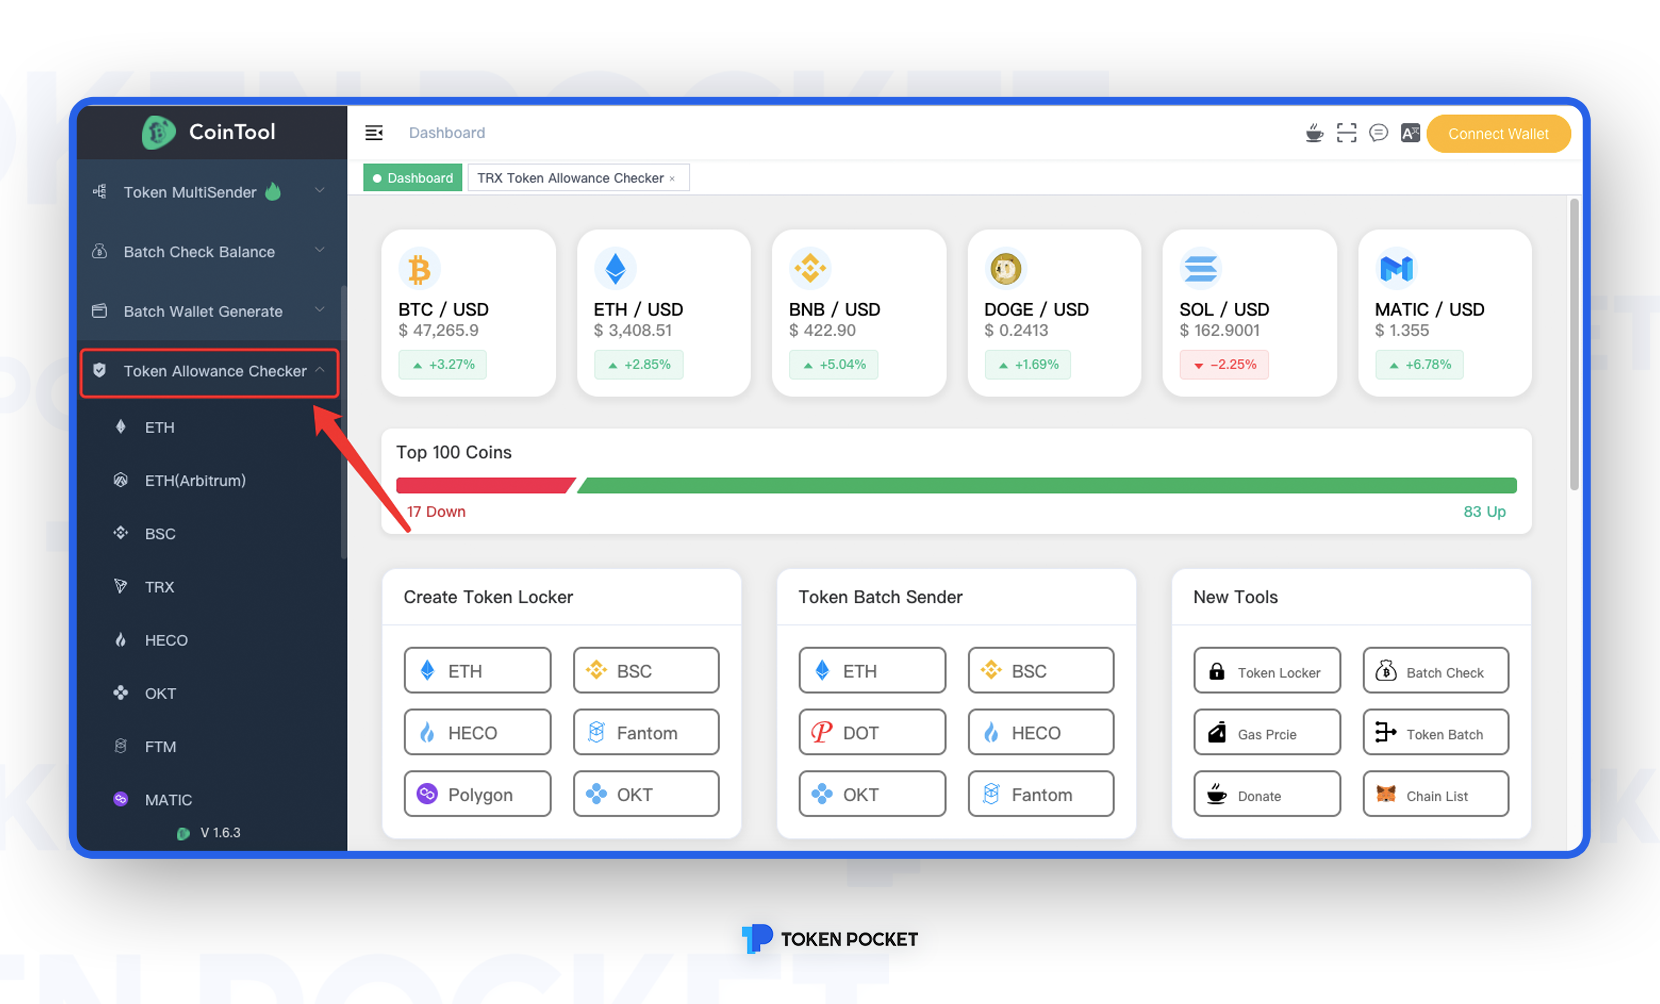 CoinTool
Dashboard
Connect Wallet
Dashboard
TRX Token Allowance Checker ×
Token MultiSender
Batch Check Balance
Batch Wallet Generate
Token Allowance Checker
ETH
ETH(Arbitrum)
BSC
TRX
HECO
OKT
FTM
MATIC
V 1.6.3
BTC / USD
$ 47,265.9
+3.27%
ETH / USD
$ 3,408.51
+2.85%
BNB / USD
$ 422.90
+5.04%
DOGE / USD
$ 0.2413
+1.69%
SOL / USD
$ 162.9001
−2.25%
MATIC / USD
$ 1.355
+6.78%
Top 100 Coins
17 Down
83 Up
Create Token Locker
ETH
BSC
HECO
Fantom
Polygon
OKT
Token Batch Sender
ETH
BSC
DOT
HECO
OKT
Fantom
New Tools
Token Locker
Batch Check
Gas Prcie
Token Batch
Donate
Chain List
TOKEN POCKET